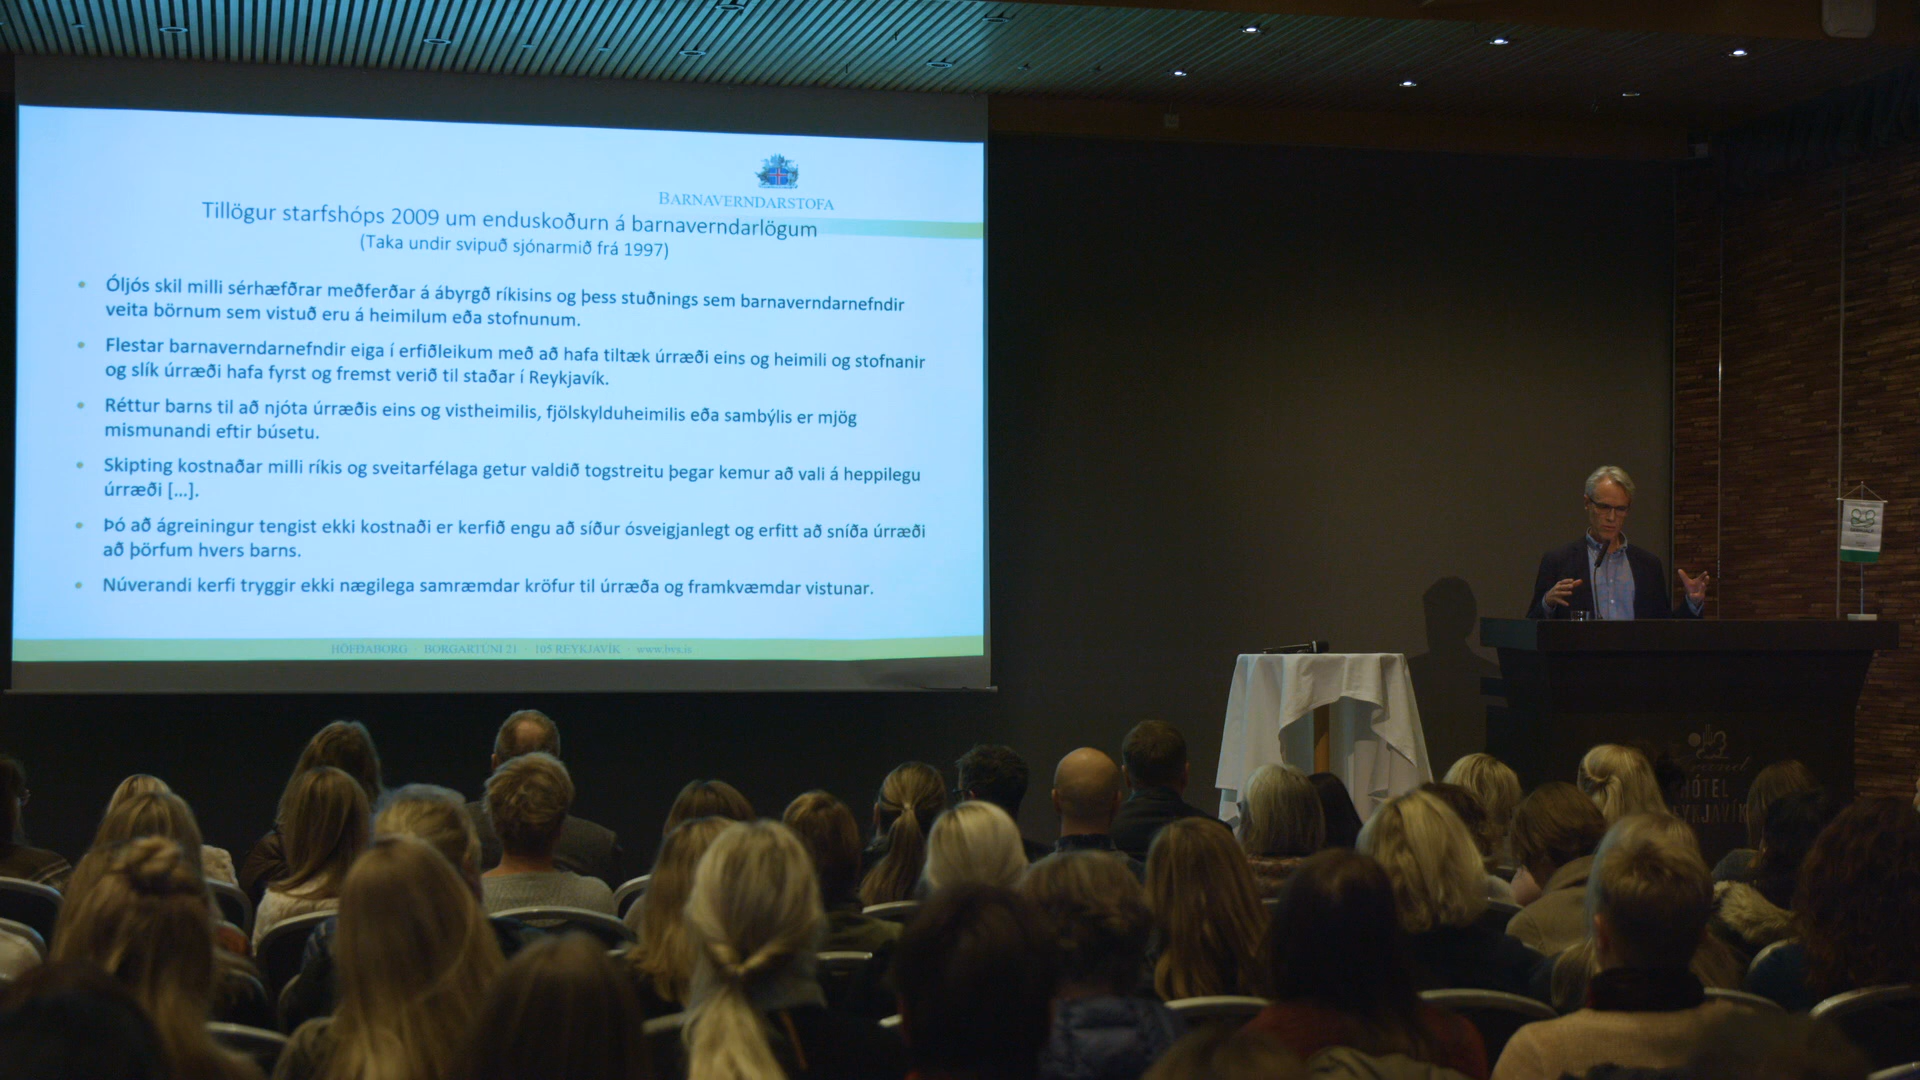 BARNAVERNDARSTOFA
Tillögur starfshóps 2009 um enduskoðurn á barnaverndarlögum
(Taka undir svipuð sjónarmið frá 1997)
• Óljós skil milli sérhæfðrar meðferðar á ábyrgð ríkisins og þess stuðnings sem barnaverndarnefndir
veita börnum sem vistuð eru á heimilum eða stofnunum.
• Flestar barnaverndarnefndir eiga í erfiðleikum með að hafa tiltæk úrræði eins og heimili og stofnanir
og slík úrræði hafa fyrst og fremst verið til staðar í Reykjavík.
• Réttur barns til að njóta úrræðis eins og vistheimilis, fjölskylduheimilis eða sambýlis er mjög
mismunandi eftir búsetu.
• Skipting kostnaðar milli ríkis og sveitarfélaga getur valdið togstreitu þegar kemur að vali á heppilegu
úrræði [...].
• Þó að ágreiningur tengist ekki kostnaði er kerfið engu að síður ósveigjanlegt og erfitt að sníða úrræði
að þörfum hvers barns.
• Núverandi kerfi tryggir ekki nægilega samræmdar kröfur til úrræða og framkvæmdar vistunar.
HÖFÐABORG · BORGARTÚNI 21 · 105 REYKJAVÍK · www.bvs.is
HÓTEL
REYKJAVÍK